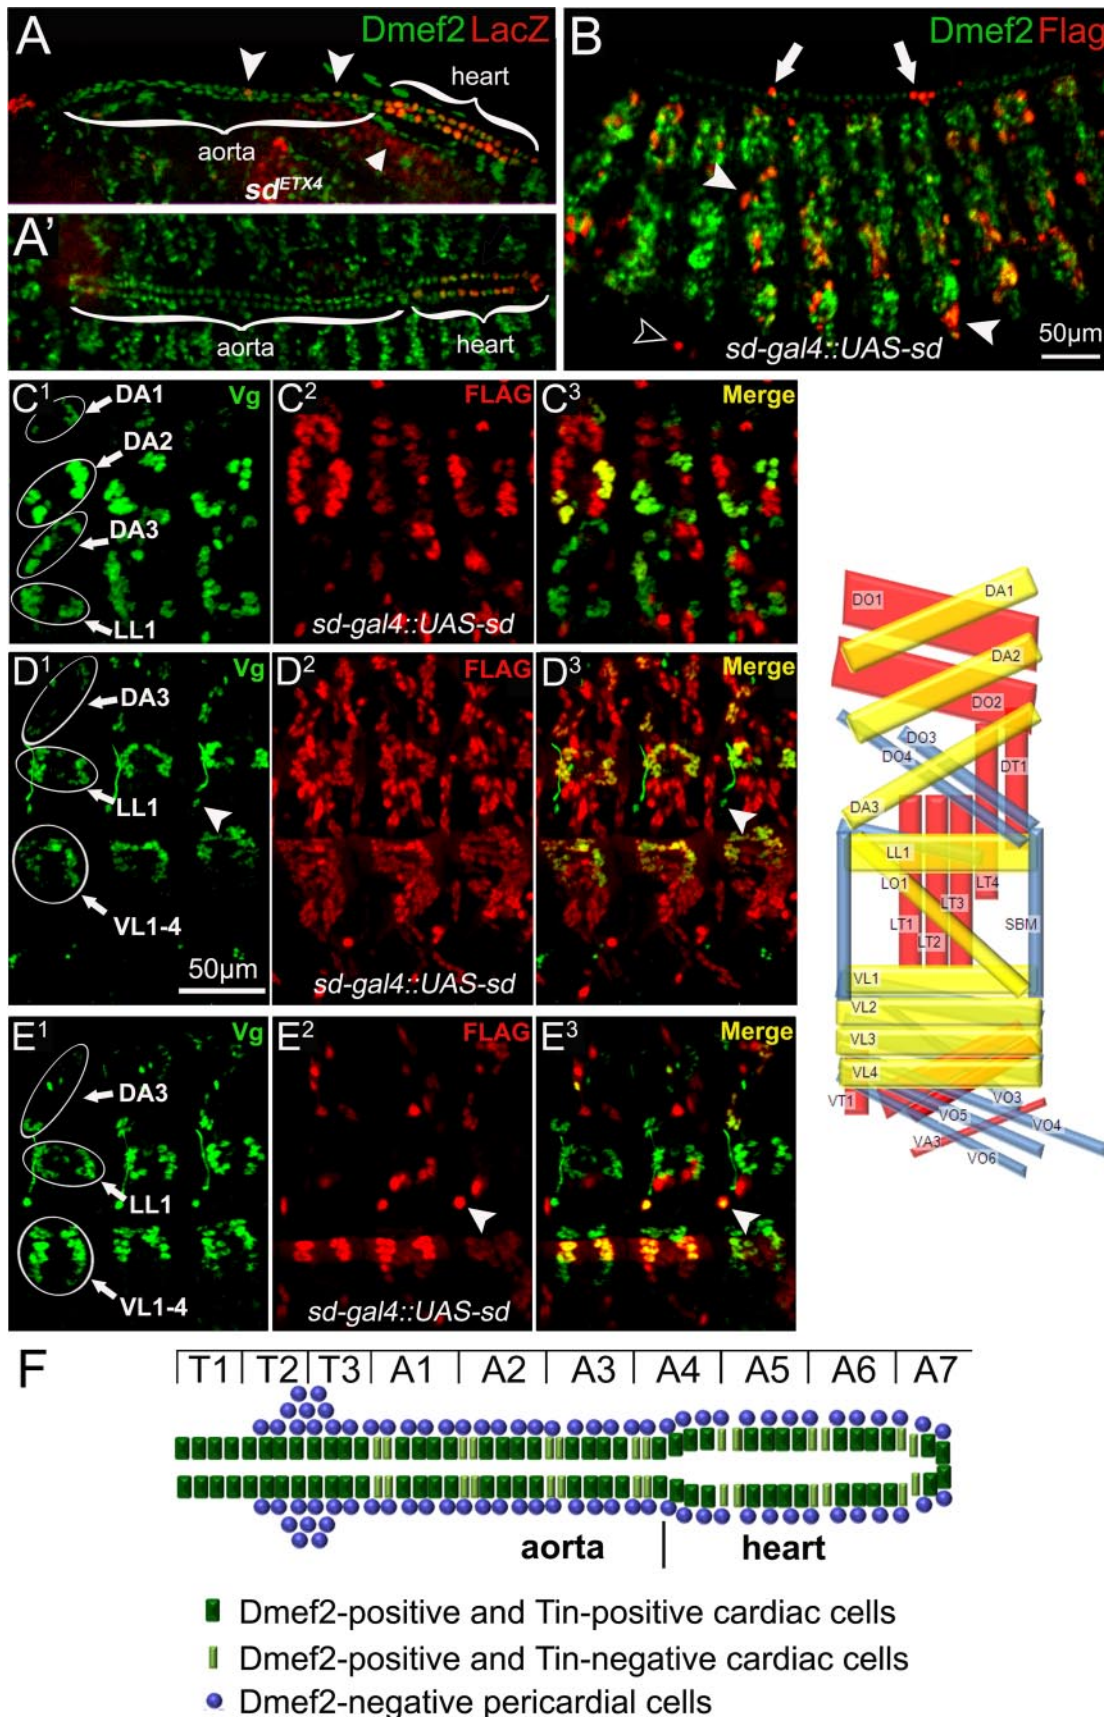 A
Dmef2 LacZ
heart
aorta
sd^ETX4
A'
aorta
heart
B
Dmef2 Flag
sd-gal4::UAS-sd
50µm
C1
Vg
DA1
DA2
DA3
LL1
C2
FLAG
sd-gal4::UAS-sd
C3
Merge
D1
Vg
DA3
LL1
VL1-4
50µm
D2
FLAG
sd-gal4::UAS-sd
D3
Merge
E1
Vg
DA3
LL1
VL1-4
E2
FLAG
sd-gal4::UAS-sd
E3
Merge
DO1
DA1
DA2
DO2
DO3
DO4
DT1
DA3
LL1
LO1
LT4
LT3
LT1
LT2
SBM
VL1
VL2
VL3
VL4
VT1
VO3
VO5
VO4
VA3
VO6
F
T1 T2 T3 A1 A2 A3 A4 A5 A6 A7
aorta heart
Dmef2-positive and Tin-positive cardiac cells
Dmef2-positive and Tin-negative cardiac cells
Dmef2-negative pericardial cells